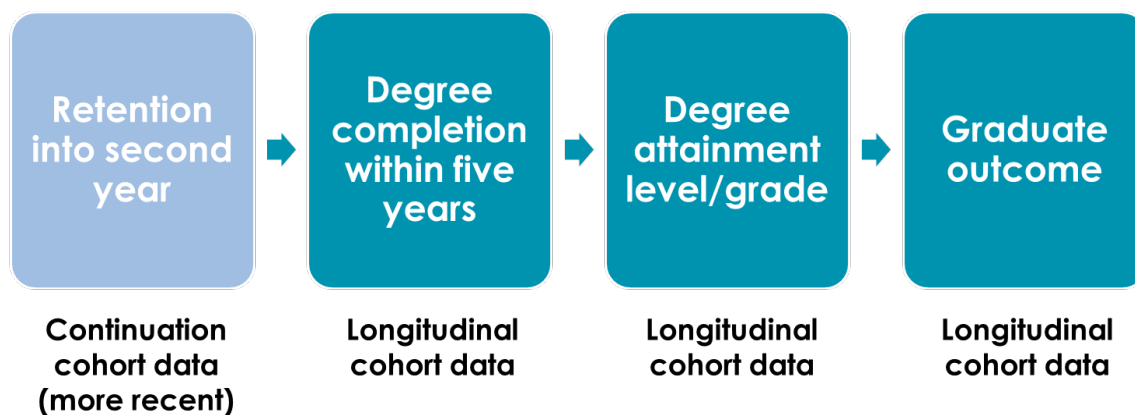 Retention
into second
year
Degree
completion
within five
years
Degree
attainment
level/grade
Graduate
outcome
Continuation
cohort data
(more recent)
Longitudinal
cohort data
Longitudinal
cohort data
Longitudinal
cohort data